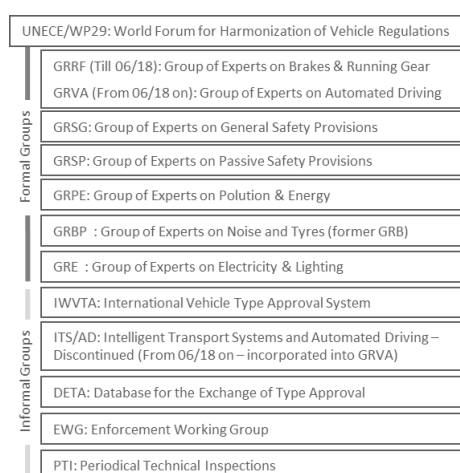 UNECE/WP29: World Forum for Harmonization of Vehicle Regulations
GRRF (Till 06/18): Group of Experts on Brakes & Running Gear
GRVA (From 06/18 on): Group of Experts on Automated Driving
GRSG: Group of Experts on General Safety Provisions
GRSP: Group of Experts on Passive Safety Provisions
GRPE: Group of Experts on Polution & Energy
GRBP : Group of Experts on Noise and Tyres (former GRB)
GRE : Group of Experts on Electricity & Lighting
Formal Groups
IWVTA: International Vehicle Type Approval System
ITS/AD: Intelligent Transport Systems and Automated Driving –
Discontinued (From 06/18 on – incorporated into GRVA)
DETA: Database for the Exchange of Type Approval
EWG: Enforcement Working Group
PTI: Periodical Technical Inspections
Informal Groups